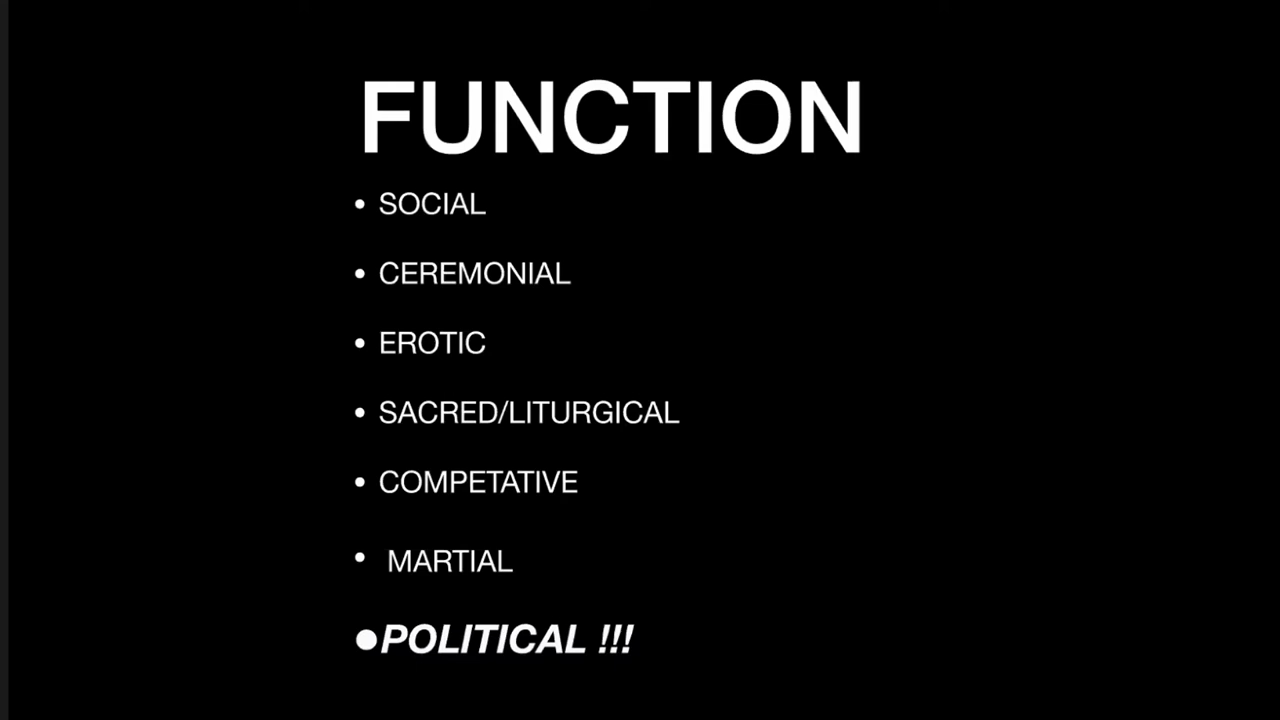 FUNCTION
• SOCIAL
• CEREMONIAL
• EROTIC
• SACRED/LITURGICAL
• COMPETATIVE
• MARTIAL
•POLITICAL !!!